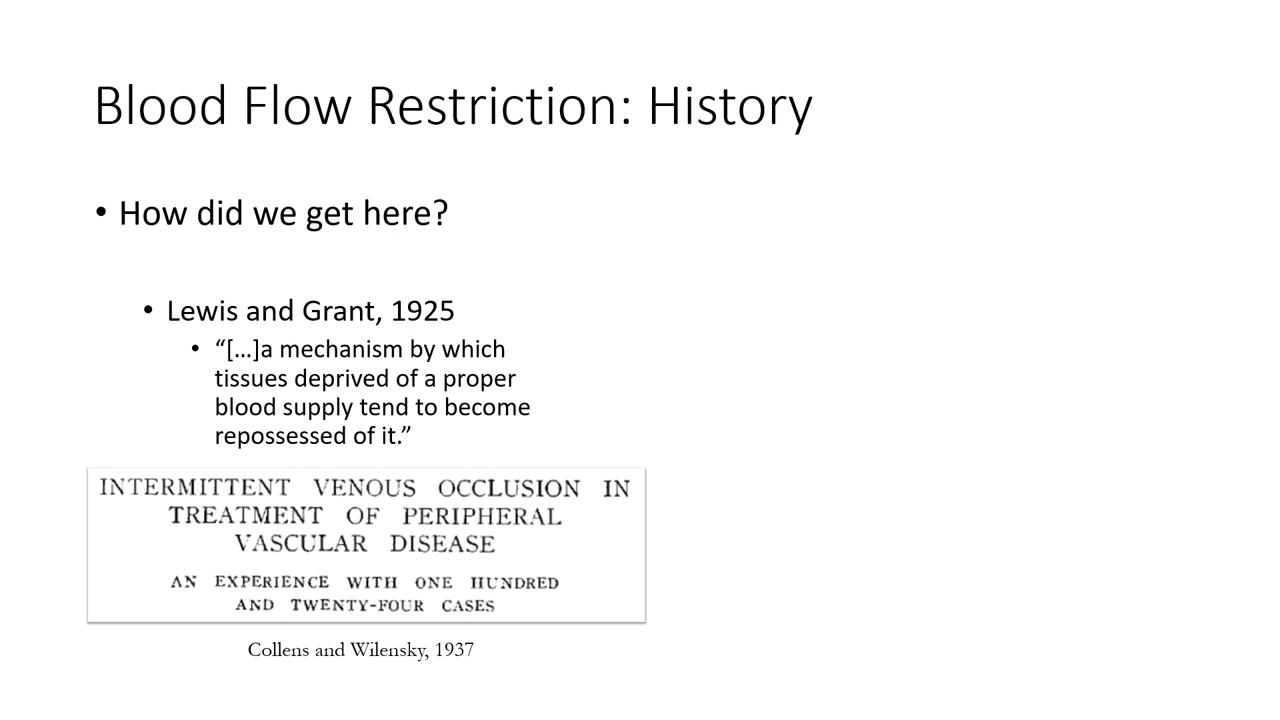 Blood Flow Restriction: History
• How did we get here?
• Lewis and Grant, 1925
• “[…]a mechanism by which
tissues deprived of a proper
blood supply tend to become
repossessed of it.”
INTERMITTENT VENOUS OCCLUSION IN
TREATMENT OF PERIPHERAL
VASCULAR DISEASE
AN EXPERIENCE WITH ONE HUNDRED
AND TWENTY-FOUR CASES
Collens and Wilensky, 1937